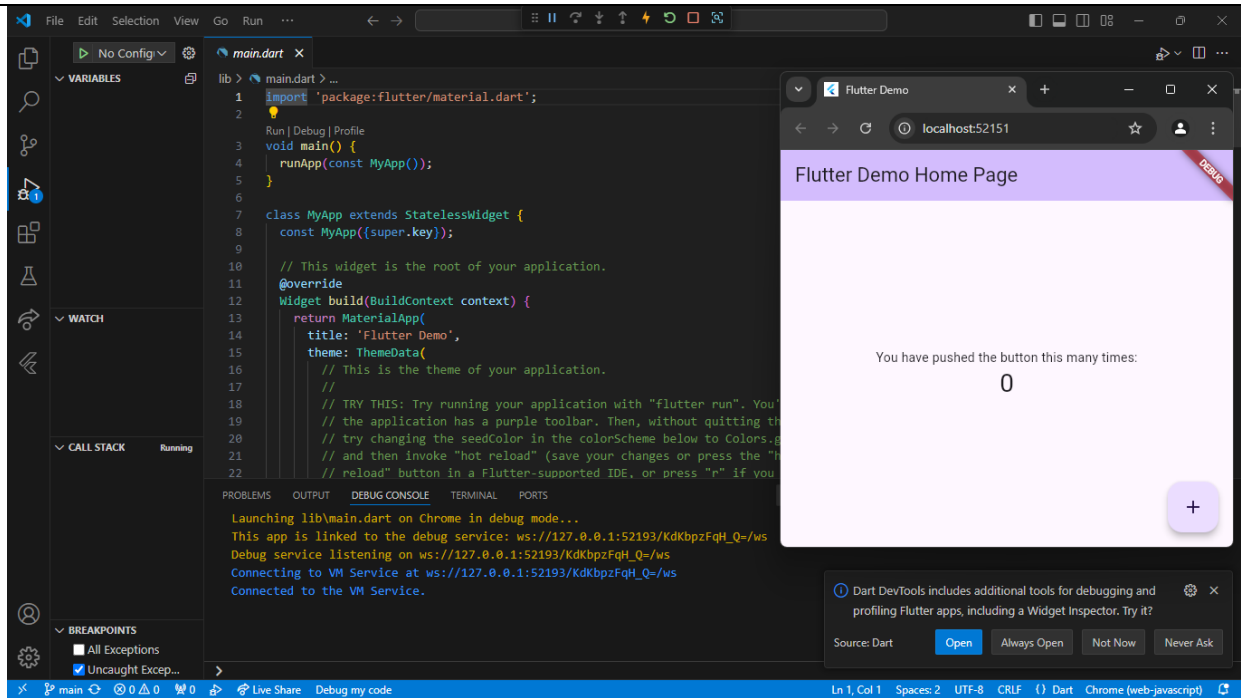 File Edit Selection View Go Run ···
No Config
main.dart
VARIABLES
lib > main.dart > ...
1 import 'package:flutter/material.dart';
2
Run | Debug | Profile
3 void main() {
4 runApp(const MyApp());
5 }
6
7 class MyApp extends StatelessWidget {
8 const MyApp({super.key});
9
10 // This widget is the root of your application.
11 @override
12 Widget build(BuildContext context) {
13 return MaterialApp(
14 title: 'Flutter Demo',
15 theme: ThemeData(
16 // This is the theme of your application.
17 //
18 // TRY THIS: Try running your application with "flutter run". You'
19 // the application has a purple toolbar. Then, without quitting th
20 // try changing the seedColor in the colorScheme below to Colors.g
21 // and then invoke "hot reload" (save your changes or press the "h
22 // reload" button in a Flutter-supported IDE, or press "r" if you
1
WATCH
CALL STACK Running
BREAKPOINTS
All Exceptions
Uncaught Excep...
PROBLEMS OUTPUT DEBUG CONSOLE TERMINAL PORTS
Launching lib\main.dart on Chrome in debug mode...
This app is linked to the debug service: ws://127.0.0.1:52193/KdKbpzFqH_Q=/ws
Debug service listening on ws://127.0.0.1:52193/KdKbpzFqH_Q=/ws
Connecting to VM Service at ws://127.0.0.1:52193/KdKbpzFqH_Q=/ws
Connected to the VM Service.
>
Flutter Demo
localhost:52151
Flutter Demo Home Page
DEBUG
You have pushed the button this many times:
0
+
Dart DevTools includes additional tools for debugging and
profiling Flutter apps, including a Widget Inspector. Try it?
Source: Dart Open Always Open Not Now Never Ask
main 0 0 0 Live Share Debug my code Ln 1, Col 1 Spaces: 2 UTF-8 CRLF {} Dart Chrome (web-javascript)